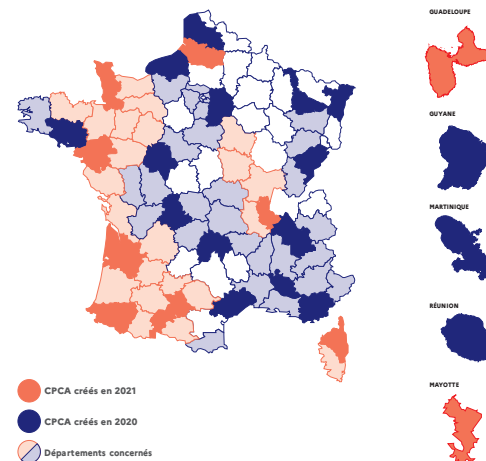 GUADELOUPE
GUYANE
MARTINIQUE
RÉUNION
MAYOTTE
CPCA créés en 2021
CPCA créés en 2020
Départements concernés